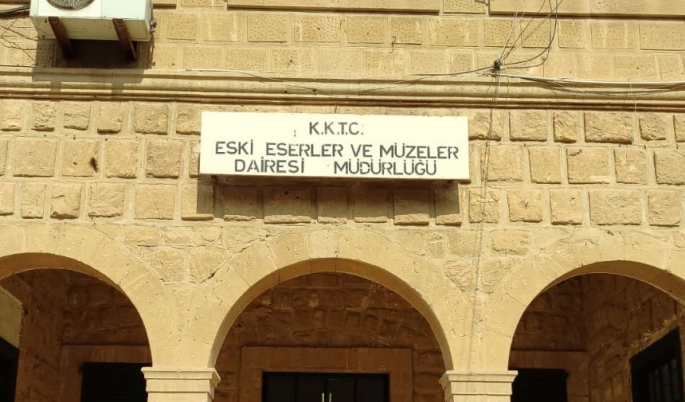 K.K.T.C.
ESKİ ESERLER VE MÜZELER
DAİRESİ MÜDÜRLÜĞÜ